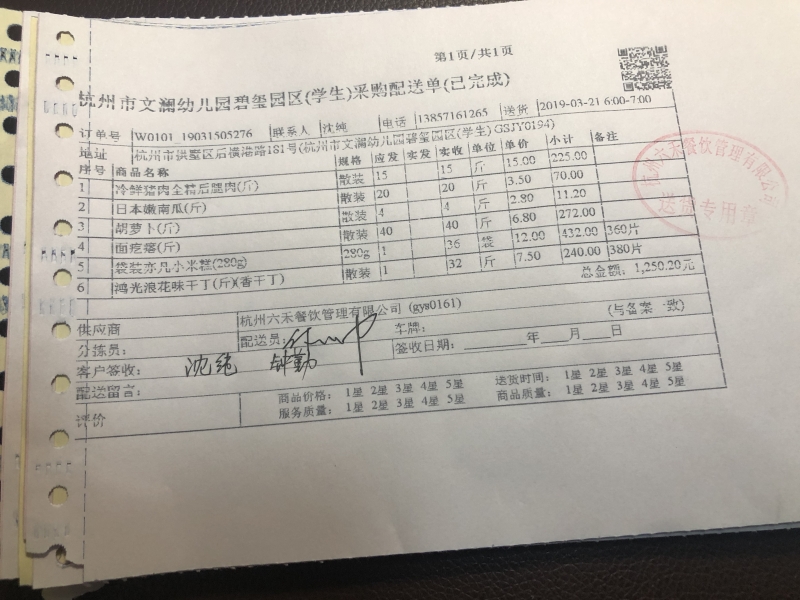 第1页/共1页
杭州市文澜幼儿园碧玺园区(学生)采购配送单(已完成)
订单号 W0101_19031505276 联系人 沈纯 电话 13857161265 送货 2019-03-21 6:00-7:00
地址 杭州市拱墅区后横港路181号(杭州市文澜幼儿园碧玺园区(学生) GSJY0194)
序号 商品名称 规格 应发 实发 实收 单位 单价 小计 备注
1 冷鲜猪肉全精后腿肉(斤) 散装 15 15 斤 15.00 225.00
2 日本嫩南瓜(斤) 散装 20 20 斤 3.50 70.00
3 胡萝卜(斤) 散装 4 4 斤 2.80 11.20
4 面疙瘩(斤) 散装 40 40 斤 6.80 272.00
5 袋装亦凡小米糕(280g) 280g 1 36 袋 12.00 432.00 360片
6 鸿光浪花味干丁(斤)(香干丁) 散装 1 32 斤 7.50 240.00 380片
总金额: 1,250.20元
供应商 杭州六禾餐饮管理有限公司 (gys0161) (与备案一致)
分拣员: 配送员: 车牌:
客户签收: 沈纯 钟勤 签收日期: ____年____月____日
配送留言:
评价 商品价格: 1星 2星 3星 4星 5星 送货时间: 1星 2星 3星 4星 5星
服务质量: 1星 2星 3星 4星 5星 商品质量: 1星 2星 3星 4星 5星
杭州六禾餐饮管理有限公司
送货专用章